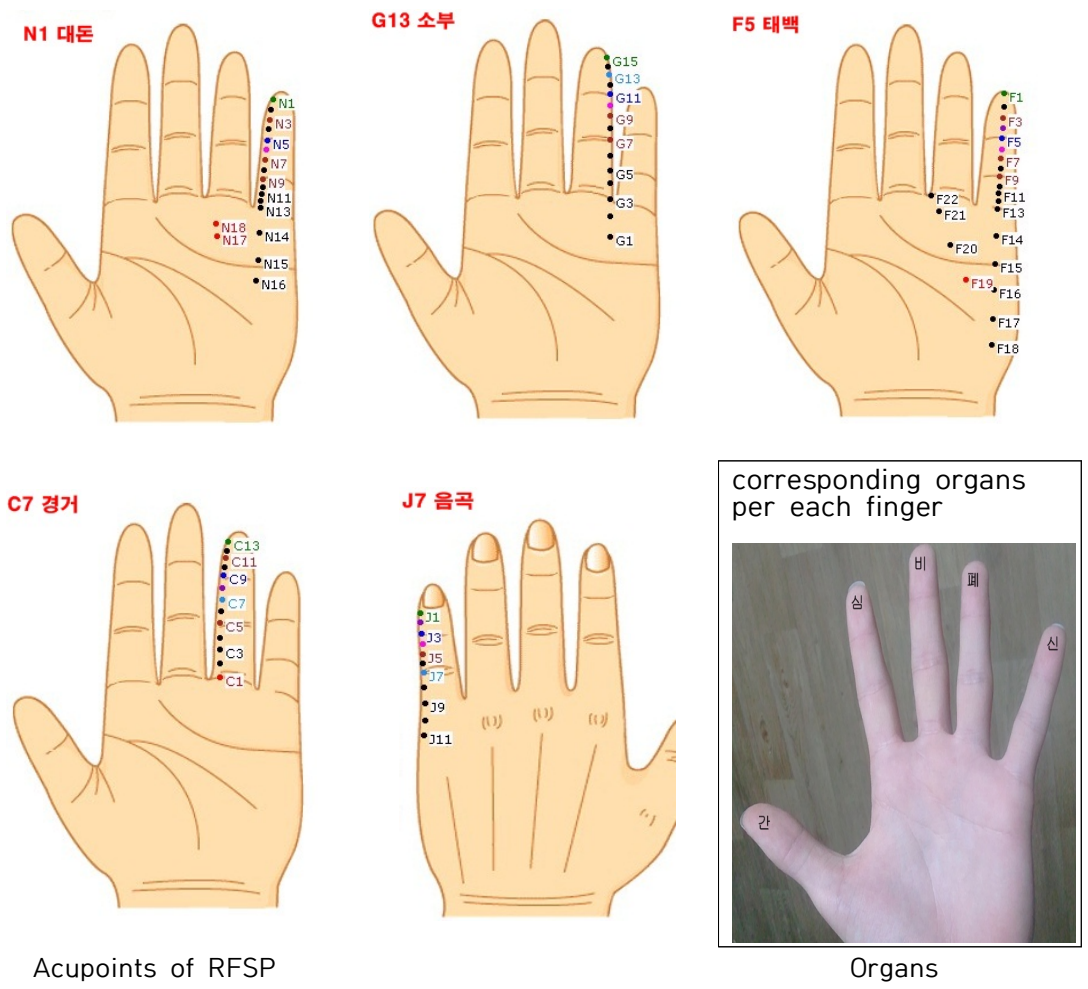 N1 대돈
N1
N3
N5
N7
N9
N11
N13
N18
N17
N14
N15
N16
G13 소부
G15
G13
G11
G9
G7
G5
G3
G1
F5 태백
F1
F3
F5
F7
F9
F11
F13
F22
F21
F14
F20
F15
F19
F16
F17
F18
C7 경거
C13
C11
C9
C7
C5
C3
C1
J7 음곡
J1
J3
J5
J7
J9
J11
corresponding organs
per each finger
비
폐
심
신
간
Acupoints of RFSP
Organs